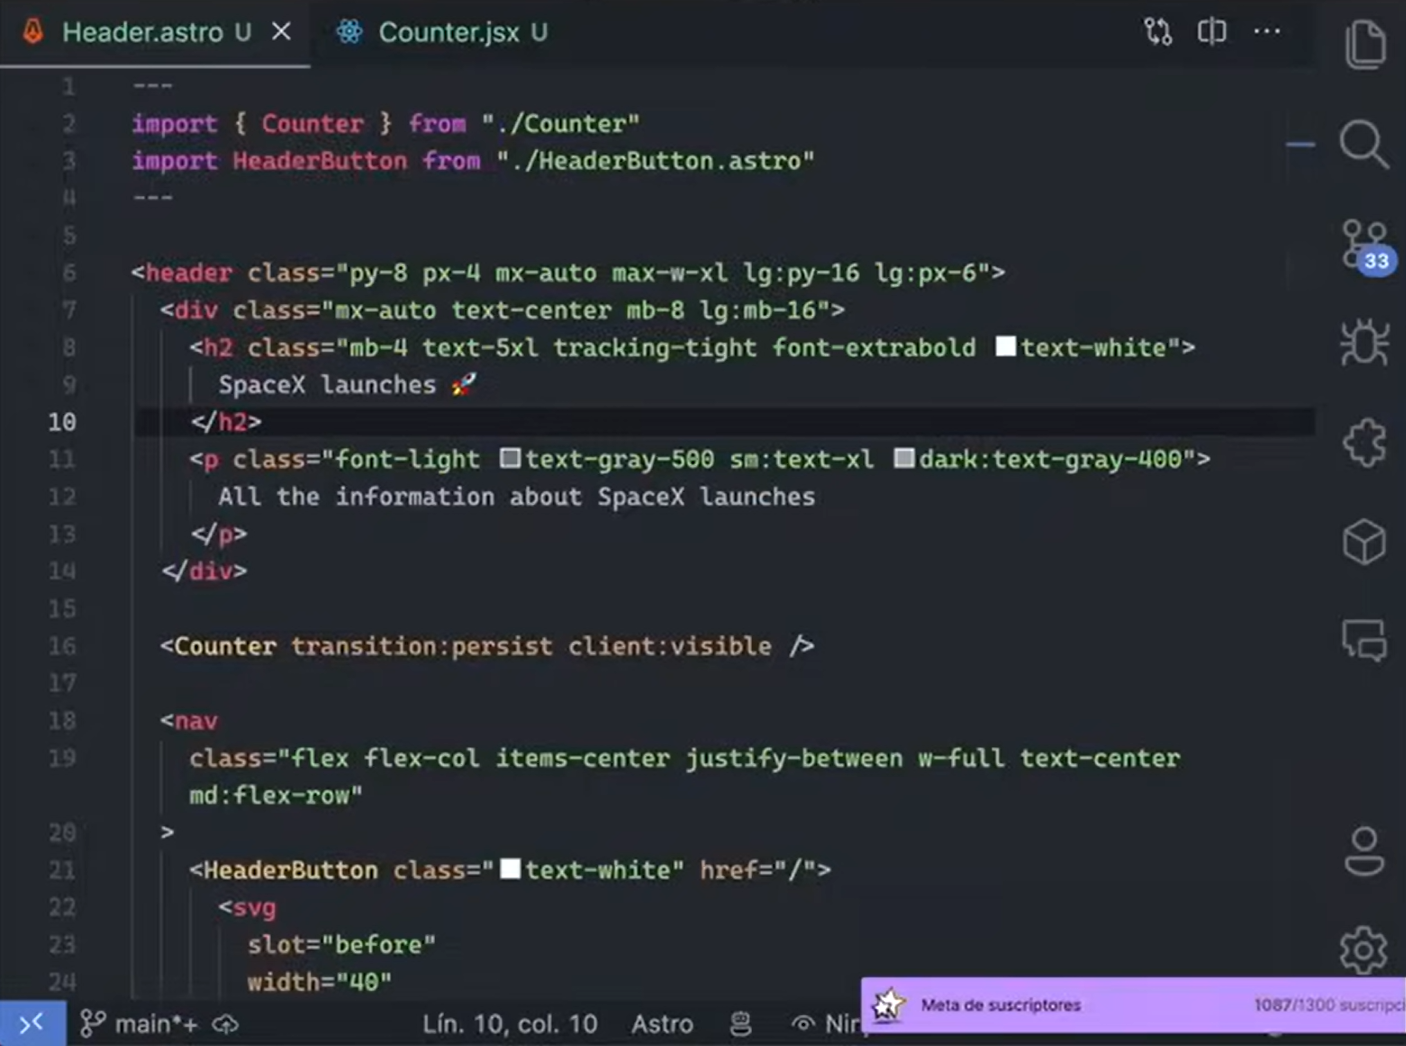 Header.astro U
Counter.jsx U
1 ---
2 import { Counter } from "./Counter"
3 import HeaderButton from "./HeaderButton.astro"
4 ---
5
6 <header class="py-8 px-4 mx-auto max-w-xl lg:py-16 lg:px-6">
7 <div class="mx-auto text-center mb-8 lg:mb-16">
8 <h2 class="mb-4 text-5xl tracking-tight font-extrabold text-white">
9 SpaceX launches 🚀
10 </h2>
11 <p class="font-light text-gray-500 sm:text-xl dark:text-gray-400">
12 All the information about SpaceX launches
13 </p>
14 </div>
15
16 <Counter transition:persist client:visible />
17
18 <nav
19 class="flex flex-col items-center justify-between w-full text-center
md:flex-row"
20 >
21 <HeaderButton class="text-white" href="/">
22 <svg
23 slot="before"
24 width="40"
33
main*+
Lín. 10, col. 10
Astro
Meta de suscriptores
1087/1300